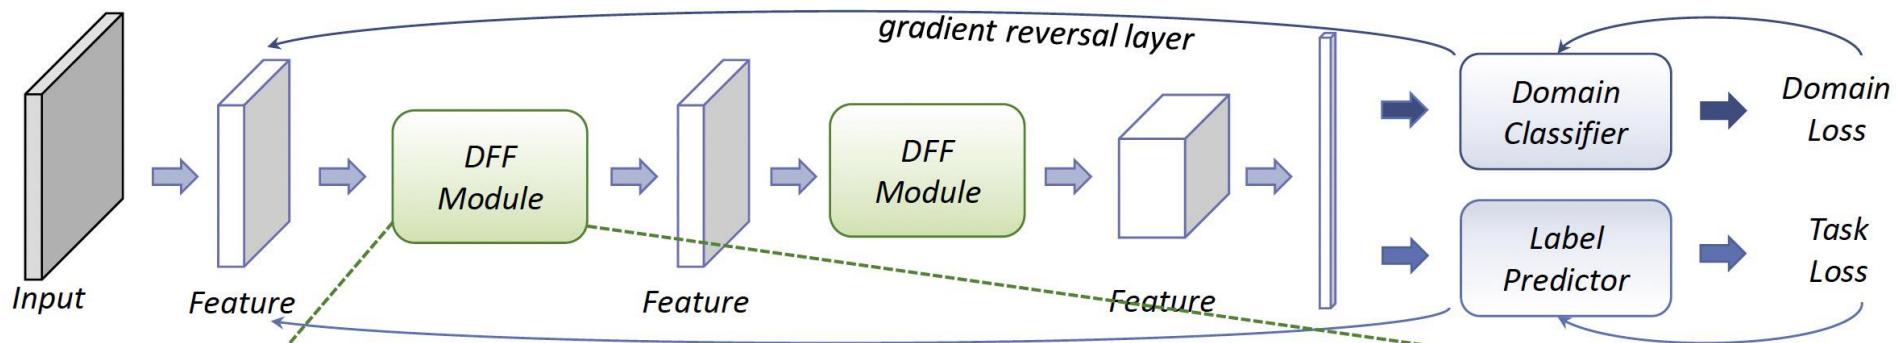 gradient reversal layer
Input
Feature
DFF
Module
Feature
DFF
Module
Feature
Domain
Classifier
Domain
Loss
Label
Predictor
Task
Loss